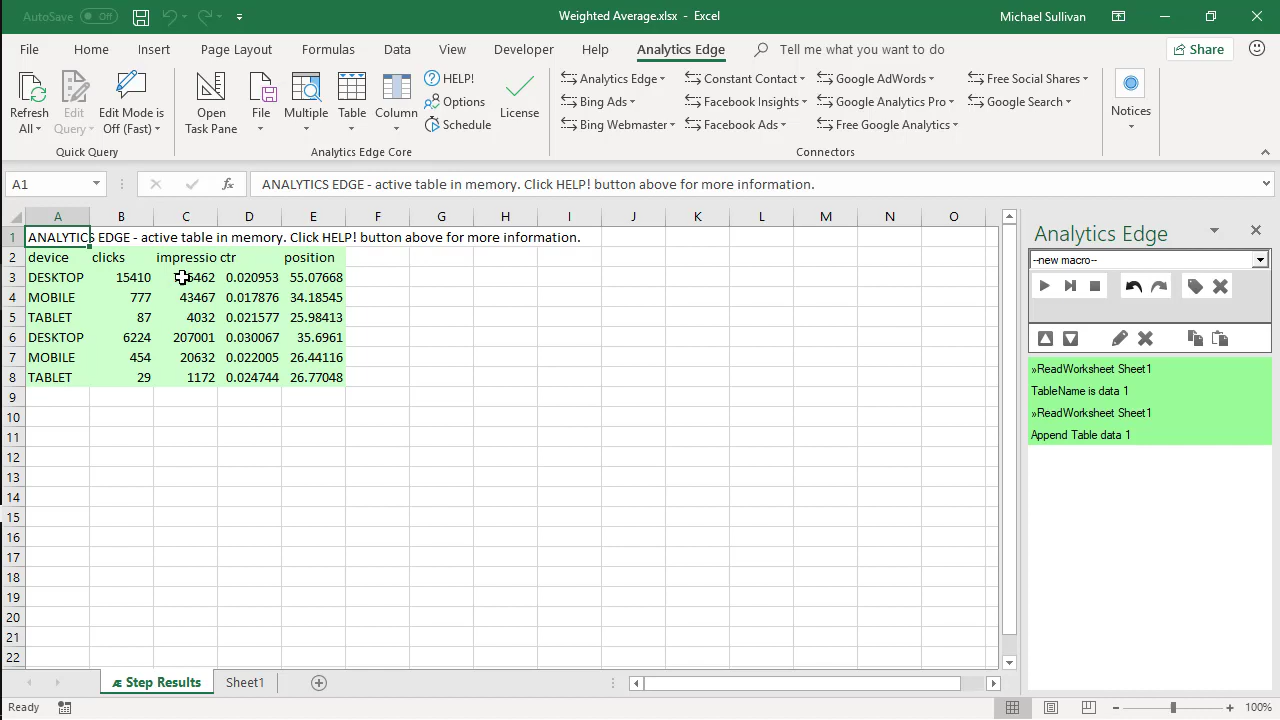 AutoSave Off
Weighted Average.xlsx - Excel
Michael Sullivan
File Home Insert Page Layout Formulas Data View Developer Help Analytics Edge Tell me what you want to do Share
Refresh All
Edit Query
Edit Mode is Off (Fast)
Quick Query
Open Task Pane
File
Multiple
Table
Column
HELP!
Options
Schedule
License
Analytics Edge Core
Analytics Edge Constant Contact Google AdWords Free Social Shares
Bing Ads Facebook Insights Google Analytics Pro Google Search
Bing Webmaster Facebook Ads Free Google Analytics
Connectors
Notices
A1 fx ANALYTICS EDGE - active table in memory. Click HELP! button above for more information.
A B C D E F G H I J K L M N O
1 ANALYTICS EDGE - active table in memory. Click HELP! button above for more information.
2 device clicks impressio ctr position
3 DESKTOP 15410 5462 0.020953 55.07668
4 MOBILE 777 43467 0.017876 34.18545
5 TABLET 87 4032 0.021577 25.98413
6 DESKTOP 6224 207001 0.030067 35.6961
7 MOBILE 454 20632 0.022005 26.44116
8 TABLET 29 1172 0.024744 26.77048
9
10
11
12
13
14
15
16
17
18
19
20
21
22
Analytics Edge
--new macro--
»ReadWorksheet Sheet1
TableName is data 1
»ReadWorksheet Sheet1
Append Table data 1
Æ Step Results Sheet1
Ready
100%